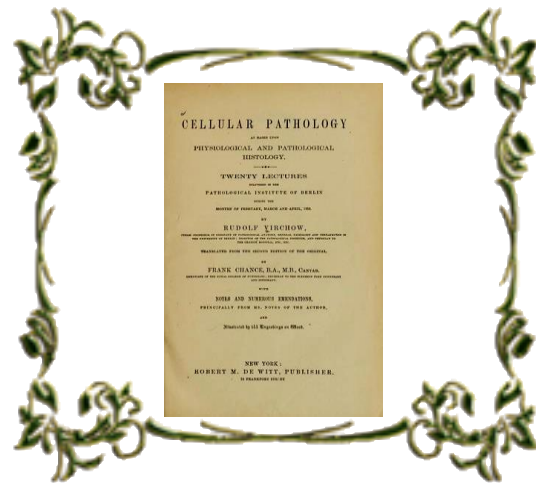 CELLULAR PATHOLOGY
AS BASED UPON
PHYSIOLOGICAL AND PATHOLOGICAL
HISTOLOGY.
TWENTY LECTURES
DELIVERED IN THE
PATHOLOGICAL INSTITUTE OF BERLIN
DURING THE
MONTHS OF FEBRUARY, MARCH AND APRIL, 1858.
BY
RUDOLF VIRCHOW,
TRANSLATED FROM THE SECOND EDITION OF THE ORIGINAL,
BY
FRANK CHANCE, B.A., M.B., CANTAB.
WITH
NOTES AND NUMEROUS EMENDATIONS,
PRINCIPALLY FROM MS. NOTES OF THE AUTHOR,
AND
Illustrated by Engravings on Wood.
NEW YORK:
ROBERT M. DE WITT, PUBLISHER,